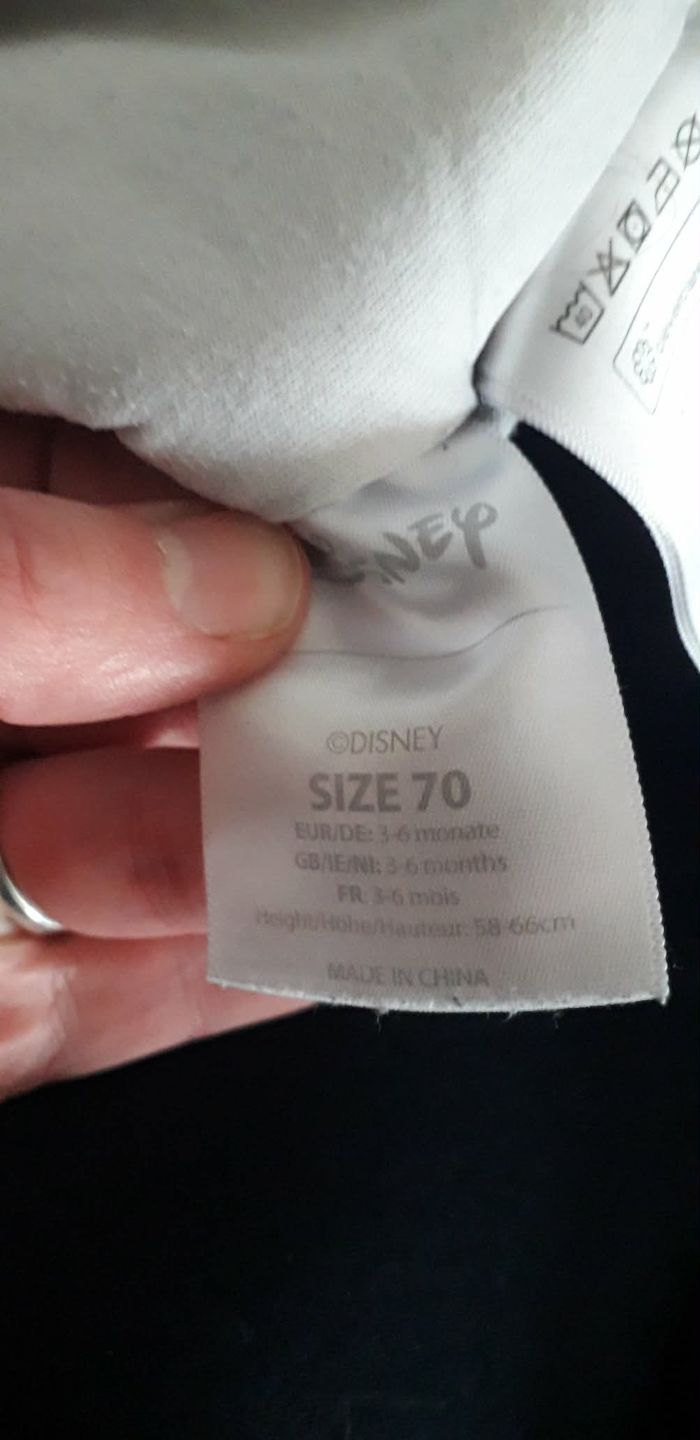 ©DISNEY
SIZE 70
EUR/DE: 3-6 monate
GB/IE/NI: 3-6 months
FR: 3-6 mois
Height/Höhe/Hauteur: 58-66cm
MADE IN CHINA